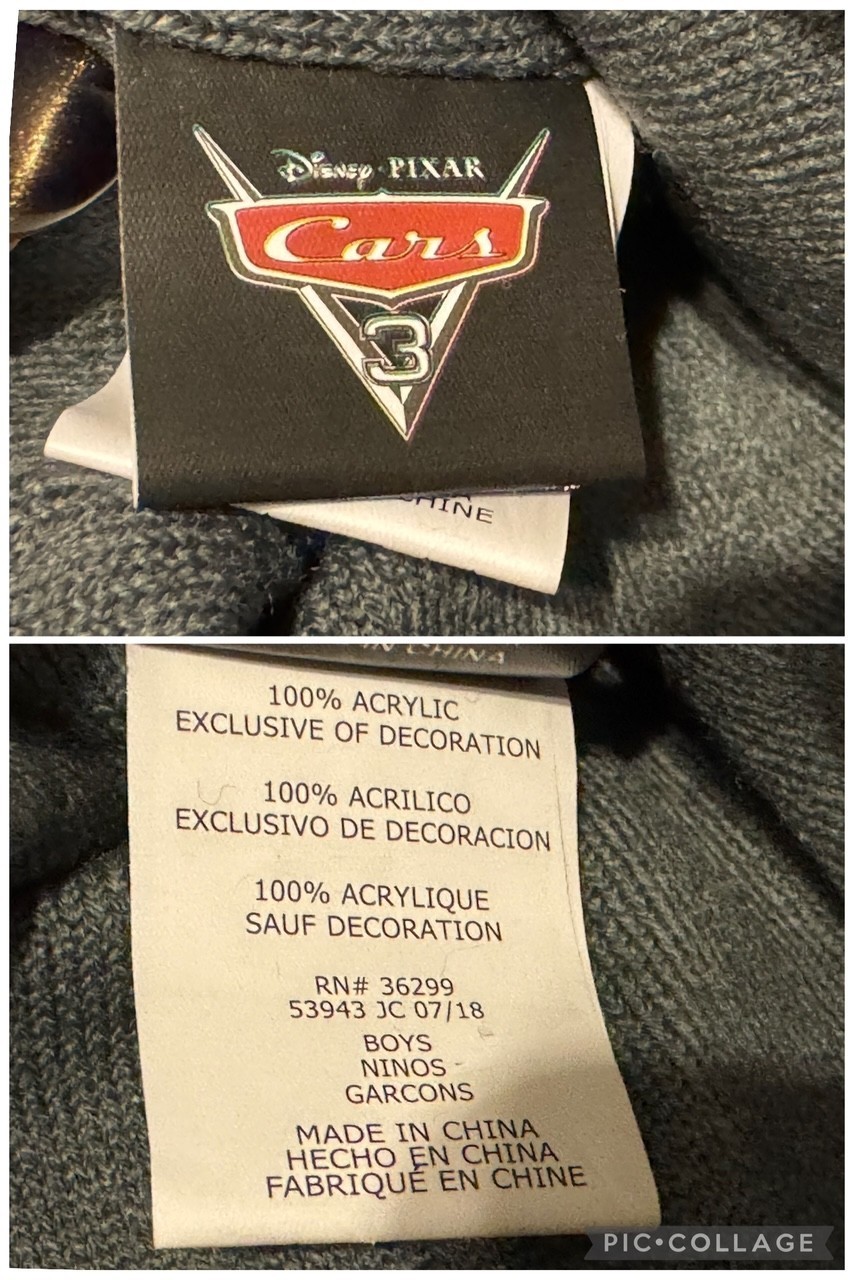 Disney·PIXAR
Cars
3
CHINE
IN CHINA
100% ACRYLIC
EXCLUSIVE OF DECORATION
100% ACRILICO
EXCLUSIVO DE DECORACION
100% ACRYLIQUE
SAUF DECORATION
RN# 36299
53943 JC 07/18
BOYS
NINOS
GARCONS
MADE IN CHINA
HECHO EN CHINA
FABRIQUÉ EN CHINE
PIC•COLLAGE